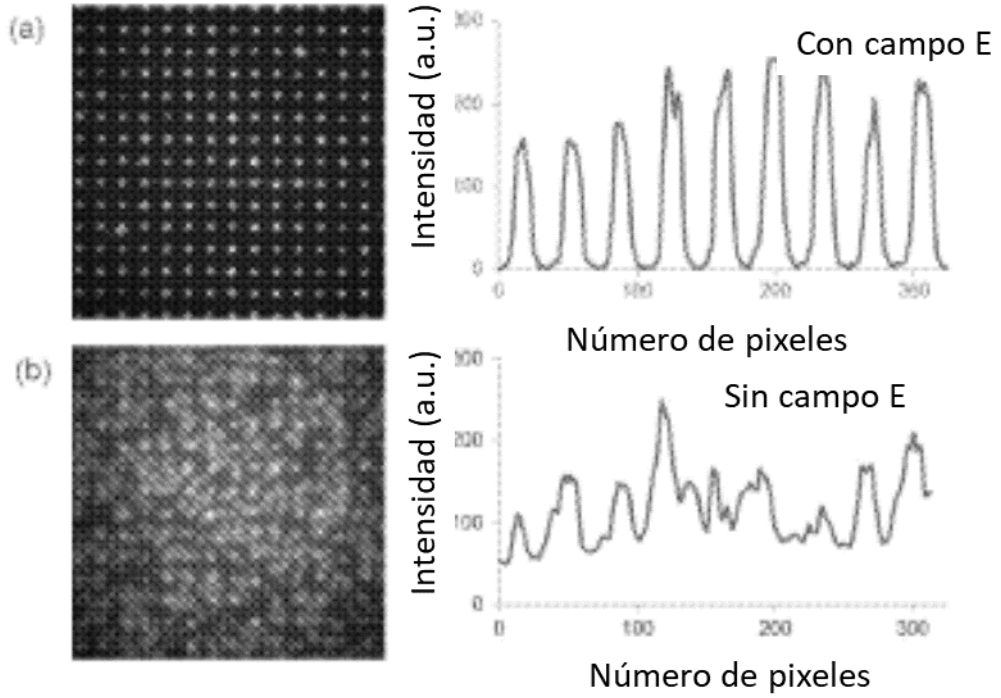 (a)
Intensidad (a.u.)
Con campo E
300
200
100
0
0
100
200
300
Número de pixeles
(b)
Intensidad (a.u.)
Sin campo E
300
200
100
0
0
100
200
300
Número de pixeles